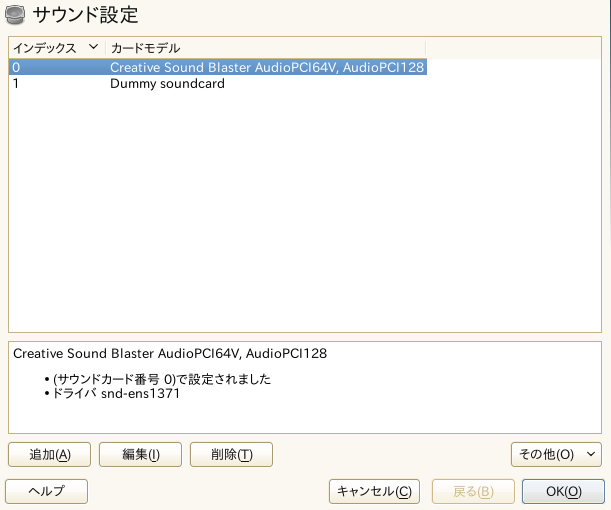 サウンド設定
インデックス カードモデル
0 Creative Sound Blaster AudioPCI64V, AudioPCI128
1 Dummy soundcard
Creative Sound Blaster AudioPCI64V, AudioPCI128
• (サウンドカード番号 0)で設定されました
• ドライバ snd-ens1371
追加(A) 編集(I) 削除(T) その他(O)
ヘルプ キャンセル(C) 戻る(B) OK(O)